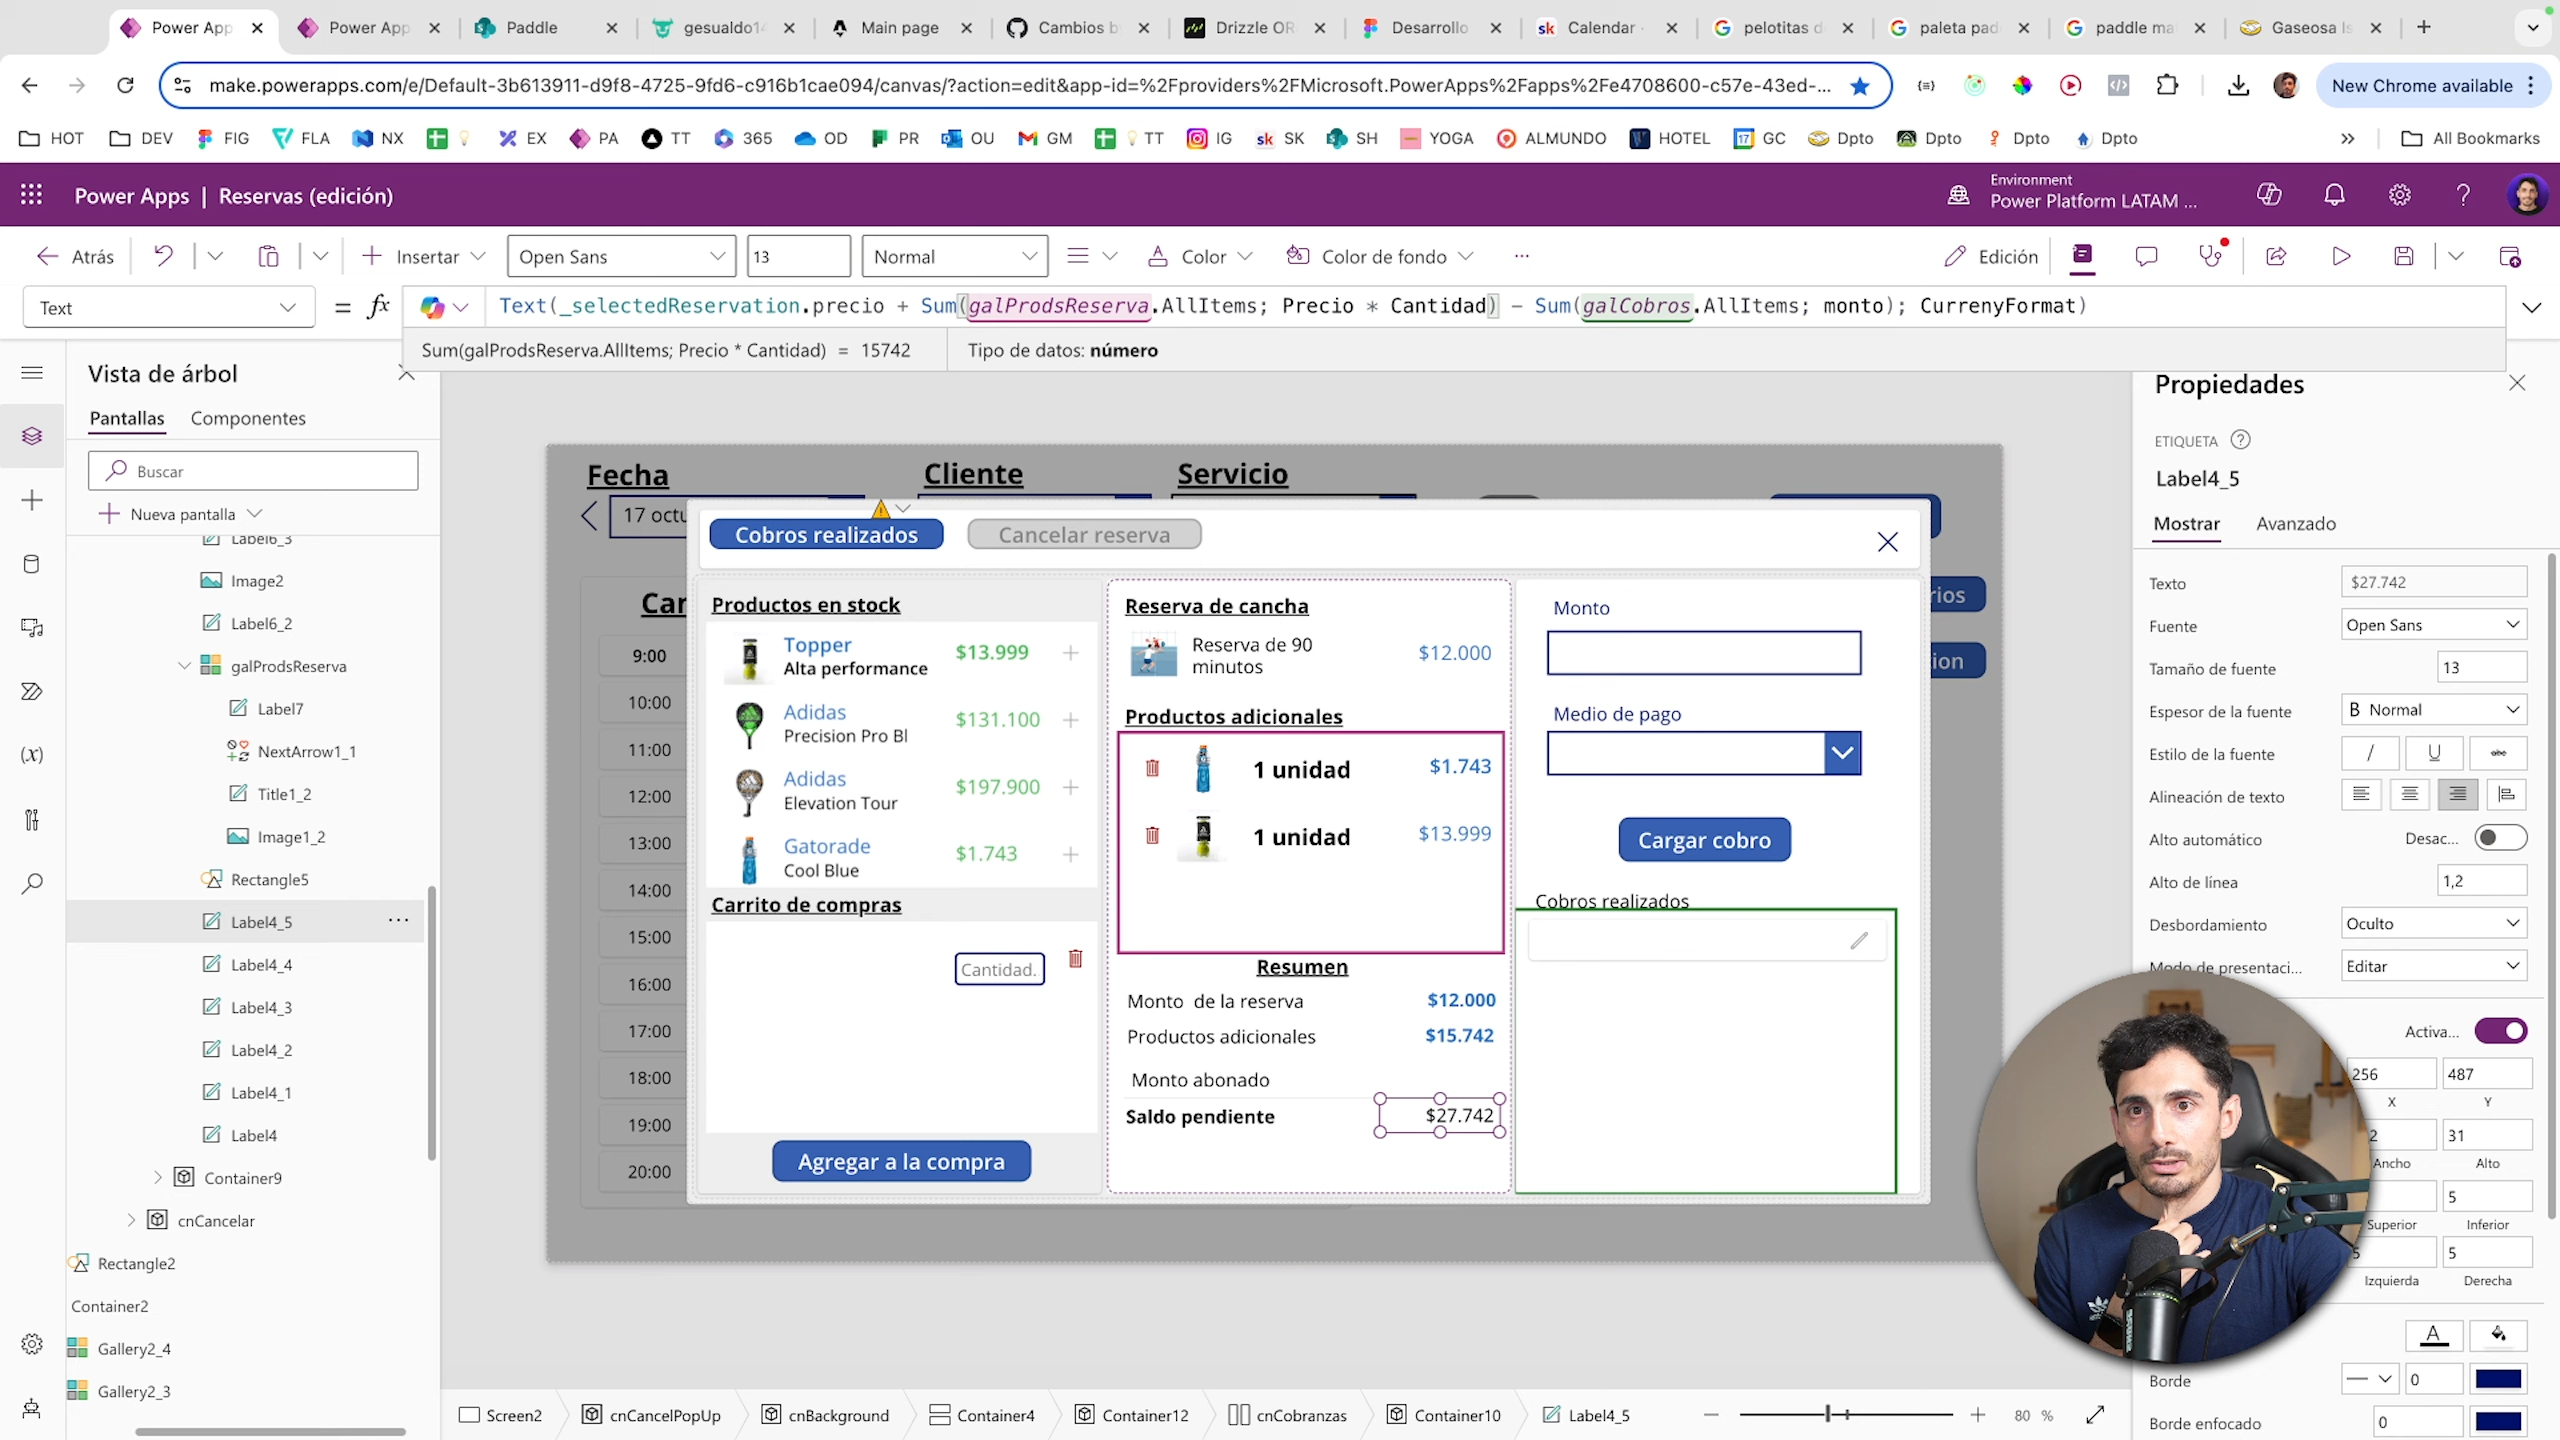 Power App
Power App
Paddle
gesualdo14
Main page
Cambios b
Drizzle OR
Desarrollo
Calendar
pelotitas d
paleta pad
paddle ma
Gaseosa Is
make.powerapps.com/e/Default-3b613911-d9f8-4725-9fd6-c916b1cae094/canvas/?action=edit&app-id=%2Fproviders%2FMicrosoft.PowerApps%2Fapps%2Fe4708600-c57e-43ed-...
New Chrome available
HOT
DEV
FIG
FLA
NX
EX
PA
TT
365
OD
PR
OU
GM
TT
IG
SK
SH
YOGA
ALMUNDO
HOTEL
GC
Dpto
Dpto
Dpto
Dpto
All Bookmarks
Power Apps | Reservas (edición)
Environment
Power Platform LATAM ...
Atrás
Insertar
Open Sans
13
Normal
Color
Color de fondo
Edición
Text
= fx
Text(_selectedReservation.precio + Sum(galProdsReserva.AllItems; Precio * Cantidad) - Sum(galCobros.AllItems; monto); CurrenyFormat)
Sum(galProdsReserva.AllItems; Precio * Cantidad) = 15742
Tipo de datos: número
Vista de árbol
Pantallas
Componentes
Buscar
Nueva pantalla
Label6_3
Image2
Label6_2
galProdsReserva
Label7
NextArrow1_1
Title1_2
Image1_2
Rectangle5
Label4_5
Label4_4
Label4_3
Label4_2
Label4_1
Label4
Container9
cnCancelar
Rectangle2
Container2
Gallery2_4
Gallery2_3
Fecha
Cliente
Servicio
17 octu
Can
9:00
10:00
11:00
12:00
13:00
14:00
15:00
16:00
17:00
18:00
19:00
20:00
rios
ion
Cobros realizados
Cancelar reserva
Productos en stock
Topper
Alta performance
$13.999
Adidas
Precision Pro Bl
$131.100
Adidas
Elevation Tour
$197.900
Gatorade
Cool Blue
$1.743
Carrito de compras
Cantidad.
Agregar a la compra
Reserva de cancha
Reserva de 90
minutos
$12.000
Productos adicionales
1 unidad
$1.743
1 unidad
$13.999
Resumen
Monto de la reserva
$12.000
Productos adicionales
$15.742
Monto abonado
Saldo pendiente
$27.742
Monto
Medio de pago
Cargar cobro
Cobros realizados
Propiedades
ETIQUETA
Label4_5
Mostrar
Avanzado
Texto
$27.742
Fuente
Open Sans
Tamaño de fuente
13
Espesor de la fuente
B Normal
Estilo de la fuente
Alineación de texto
Alto automático
Desac...
Alto de línea
1,2
Desbordamiento
Oculto
Modo de presentaci...
Editar
Activa...
256
487
X
Y
2
31
Ancho
Alto
5
Superior
Inferior
5
5
Izquierda
Derecha
Borde
0
Borde enfocado
0
Screen2
cnCancelPopUp
cnBackground
Container4
Container12
cnCobranzas
Container10
Label4_5
80 %